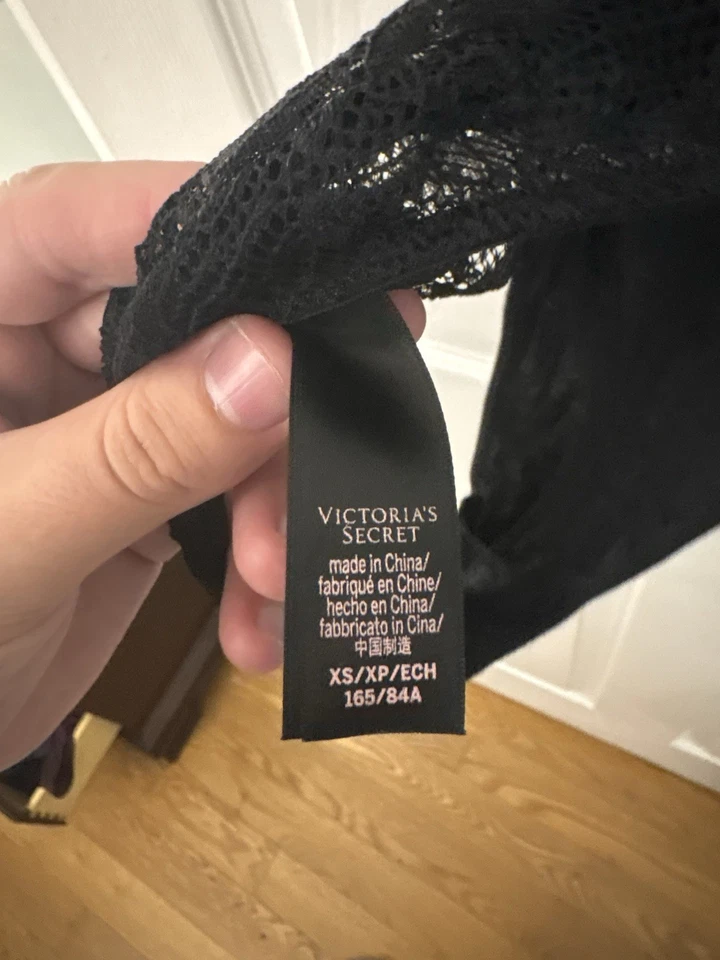 VICTORIA'S
SECRET
made in China/
fabriqué en Chine/
hecho en China/
fabbricato in Cina/
中国制造
XS/XP/ECH
165/84A